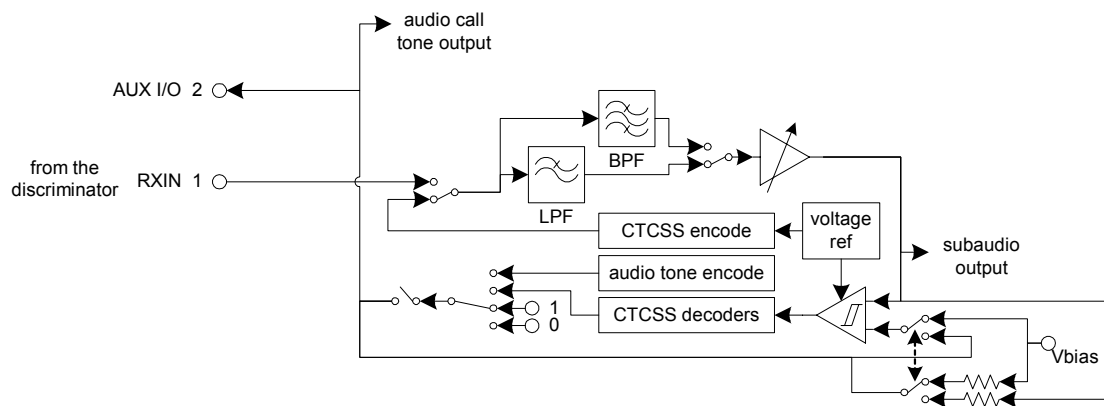 audio call
tone output
AUX I/O 2
from the
discriminator
RXIN 1
BPF
LPF
CTCSS encode
voltage
ref
subaudio
output
audio tone encode
CTCSS decoders
1
0
Vbias